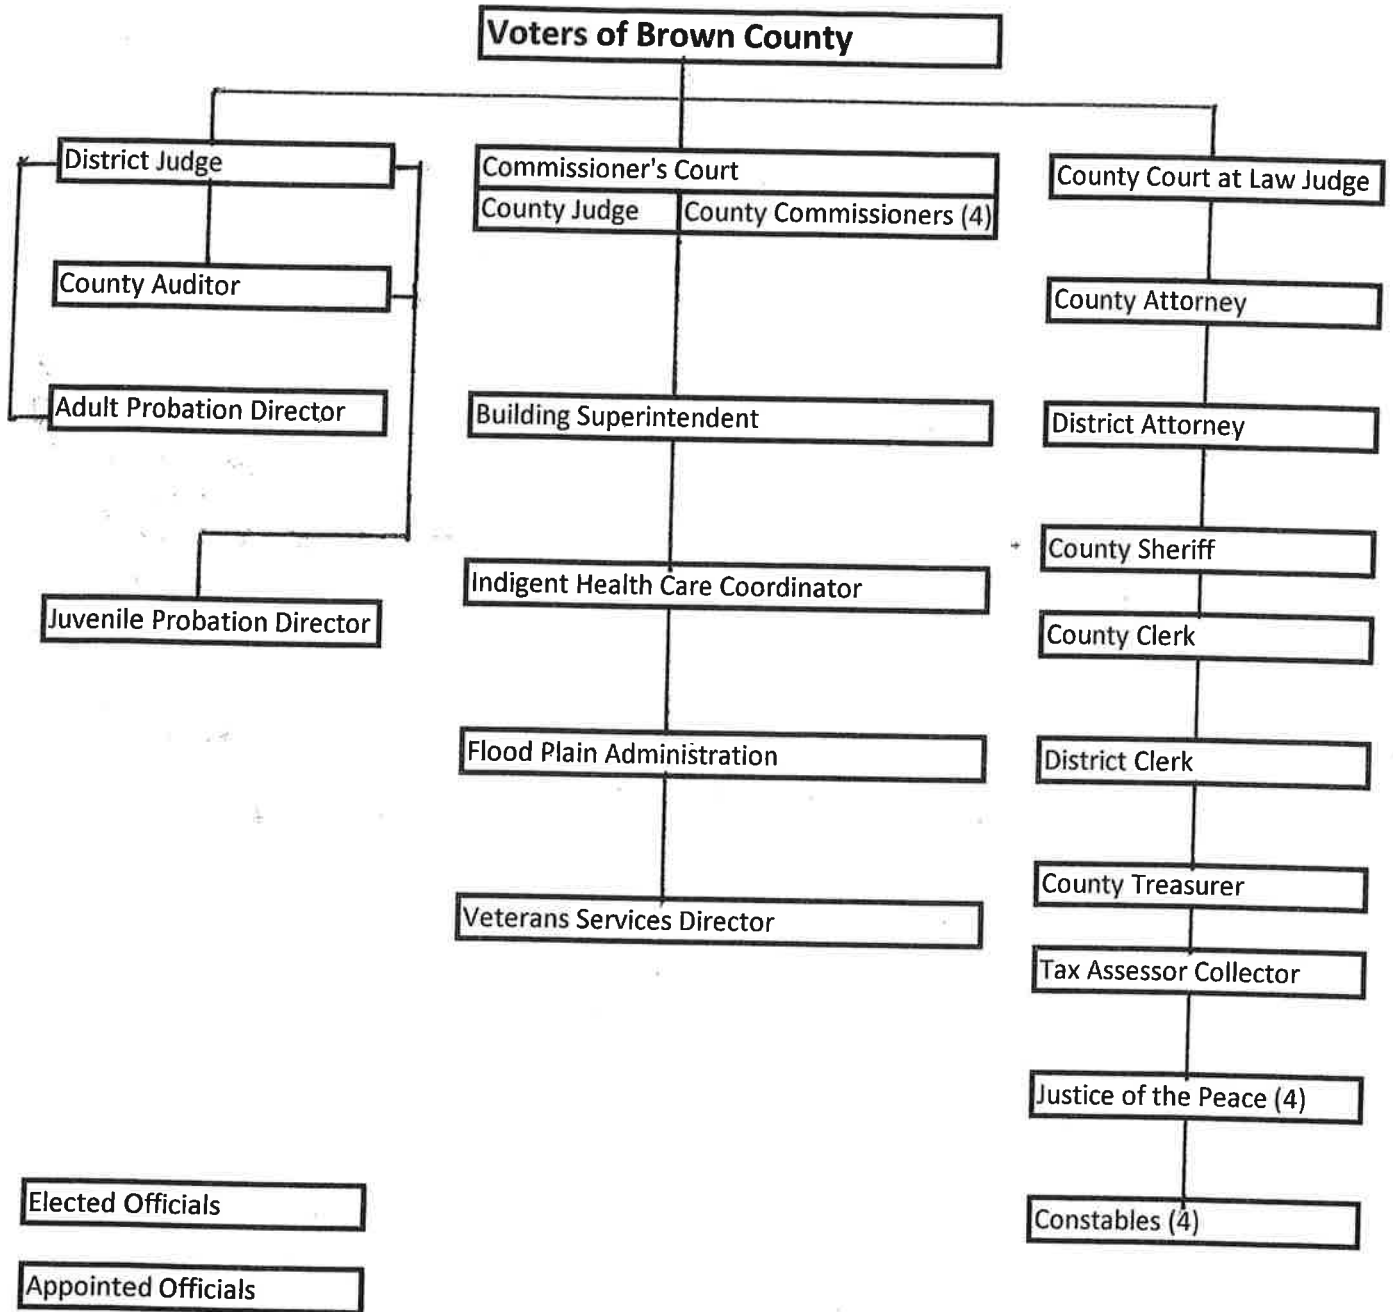 Voters of Brown County
District Judge
County Auditor
Adult Probation Director
Juvenile Probation Director
Commissioner's Court
County Judge
County Commissioners (4)
Building Superintendent
Indigent Health Care Coordinator
Flood Plain Administration
Veterans Services Director
County Court at Law Judge
County Attorney
District Attorney
County Sheriff
County Clerk
District Clerk
County Treasurer
Tax Assessor Collector
Justice of the Peace (4)
Constables (4)
Elected Officials
Appointed Officials